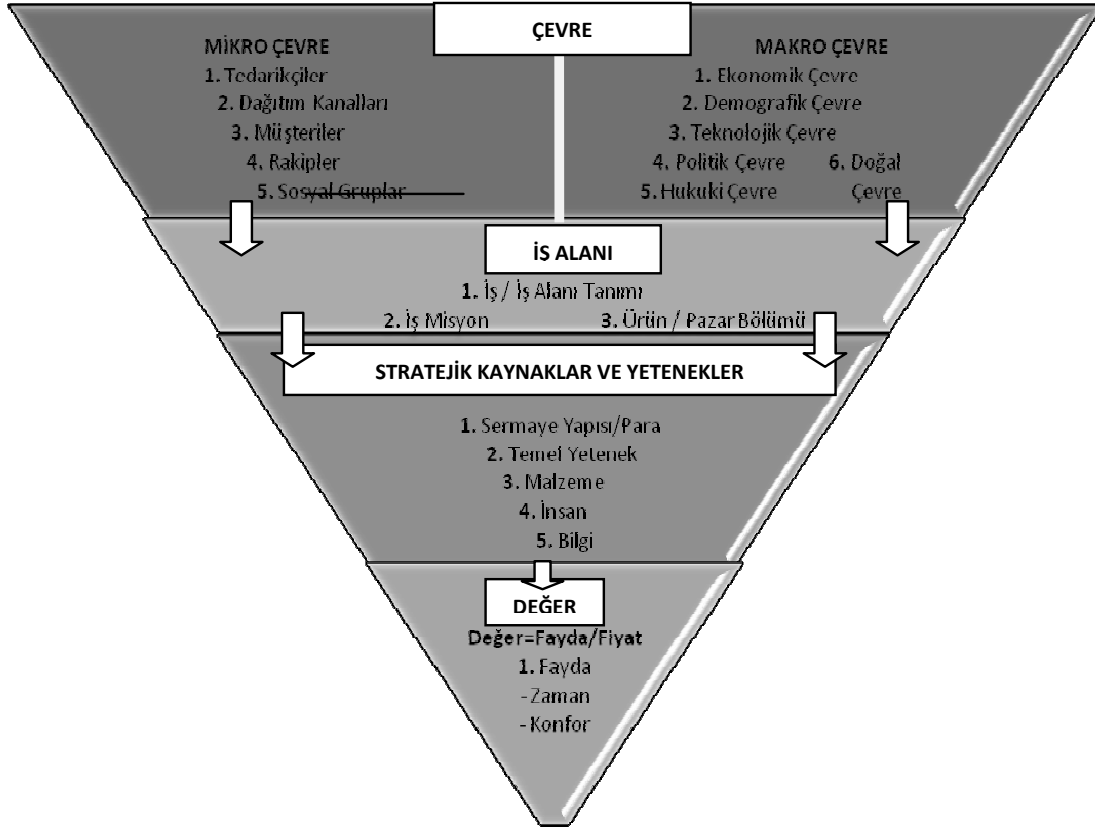 ÇEVRE
MİKRO ÇEVRE
1. Tedarikçiler
2. Dağıtım Kanalları
3. Müşteriler
4. Rakipler
5. Sosyal Gruplar
MAKRO ÇEVRE
1. Ekonomik Çevre
2. Demografik Çevre
3. Teknolojik Çevre
4. Politik Çevre
5. Hukuki Çevre
6. Doğal
Çevre
İŞ ALANI
1. İş / İş Alanı Tanımı
2. İş Misyon 3. Ürün / Pazar Bölümü
STRATEJİK KAYNAKLAR VE YETENEKLER
1. Sermaye Yapısı/Para
2. Temel Yetenek
3. Malzeme
4. İnsan
5. Bilgi
DEĞER
Değer=Fayda/Fiyat
1. Fayda
-Zaman
-Konfor